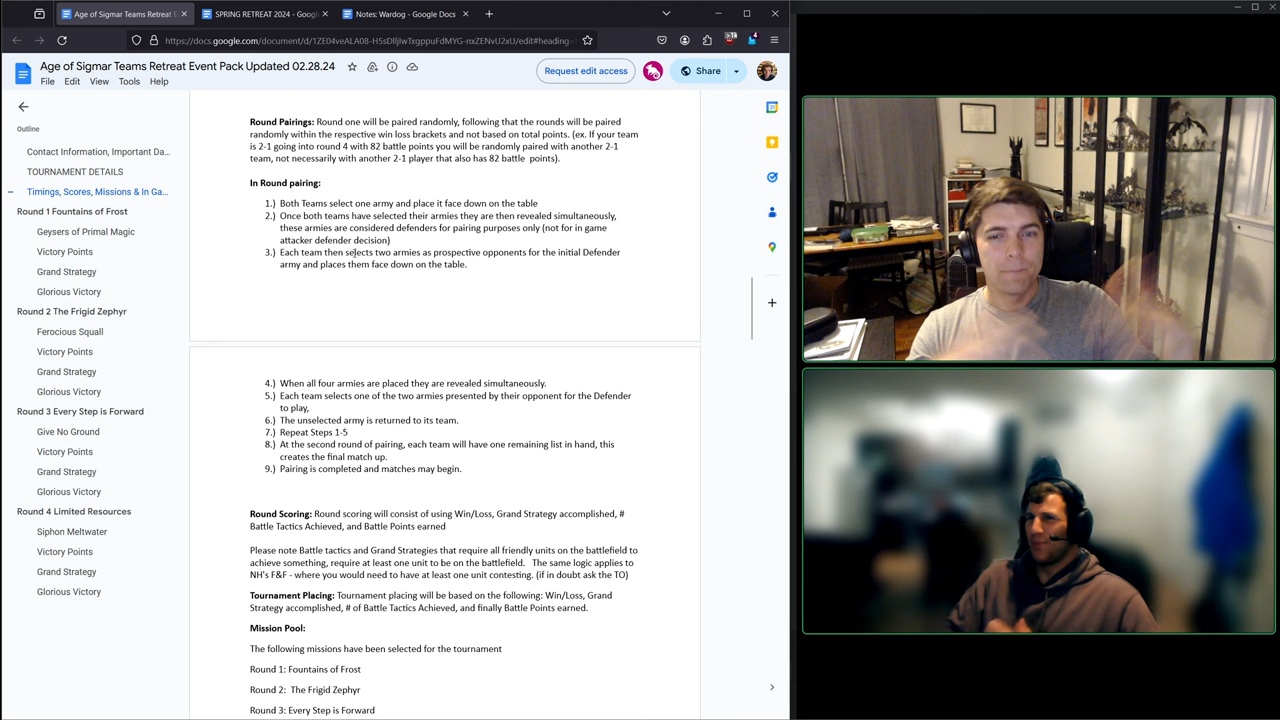 Age of Sigmar Teams Retreat E
SPRING RETREAT 2024 - Googl
Notes: Wardog - Google Docs
https://docs.google.com/document/d/1ZE04veALA08-H5sDlljIwTxgppuFdMYG-nxZENvU2xU/edit#heading
Age of Sigmar Teams Retreat Event Pack Updated 02.28.24
Request edit access
Share
File Edit View Tools Help
Outline
Contact Information, Important Da...
TOURNAMENT DETAILS
Timings, Scores, Missions & In Ga...
Round 1 Fountains of Frost
Geysers of Primal Magic
Victory Points
Grand Strategy
Glorious Victory
Round 2 The Frigid Zephyr
Ferocious Squall
Victory Points
Grand Strategy
Glorious Victory
Round 3 Every Step is Forward
Give No Ground
Victory Points
Grand Strategy
Glorious Victory
Round 4 Limited Resources
Siphon Meltwater
Victory Points
Grand Strategy
Glorious Victory
Round Pairings: Round one will be paired randomly, following that the rounds will be paired
randomly within the respective win loss brackets and not based on total points. (ex. If your team
is 2-1 going into round 4 with 82 battle points you will be randomly paired with another 2-1
team, not necessarily with another 2-1 player that also has 82 battle points).
In Round pairing:
1.) Both Teams select one army and place it face down on the table
2.) Once both teams have selected their armies they are then revealed simultaneously,
these armies are considered defenders for pairing purposes only (not for in game
attacker defender decision)
3.) Each team then selects two armies as prospective opponents for the initial Defender
army and places them face down on the table.
4.) When all four armies are placed they are revealed simultaneously.
5.) Each team selects one of the two armies presented by their opponent for the Defender
to play,
6.) The unselected army is returned to its team.
7.) Repeat Steps 1-5
8.) At the second round of pairing, each team will have one remaining list in hand, this
creates the final match up.
9.) Pairing is completed and matches may begin.
Round Scoring: Round scoring will consist of using Win/Loss, Grand Strategy accomplished, #
Battle Tactics Achieved, and Battle Points earned
Please note Battle tactics and Grand Strategies that require all friendly units on the battlefield to
achieve something, require at least one unit to be on the battlefield. The same logic applies to
NH's F&F - where you would need to have at least one unit contesting. (if in doubt ask the TO)
Tournament Placing: Tournament placing will be based on the following: Win/Loss, Grand
Strategy accomplished, # of Battle Tactics Achieved, and finally Battle Points earned.
Mission Pool:
The following missions have been selected for the tournament
Round 1: Fountains of Frost
Round 2: The Frigid Zephyr
Round 3: Every Step is Forward